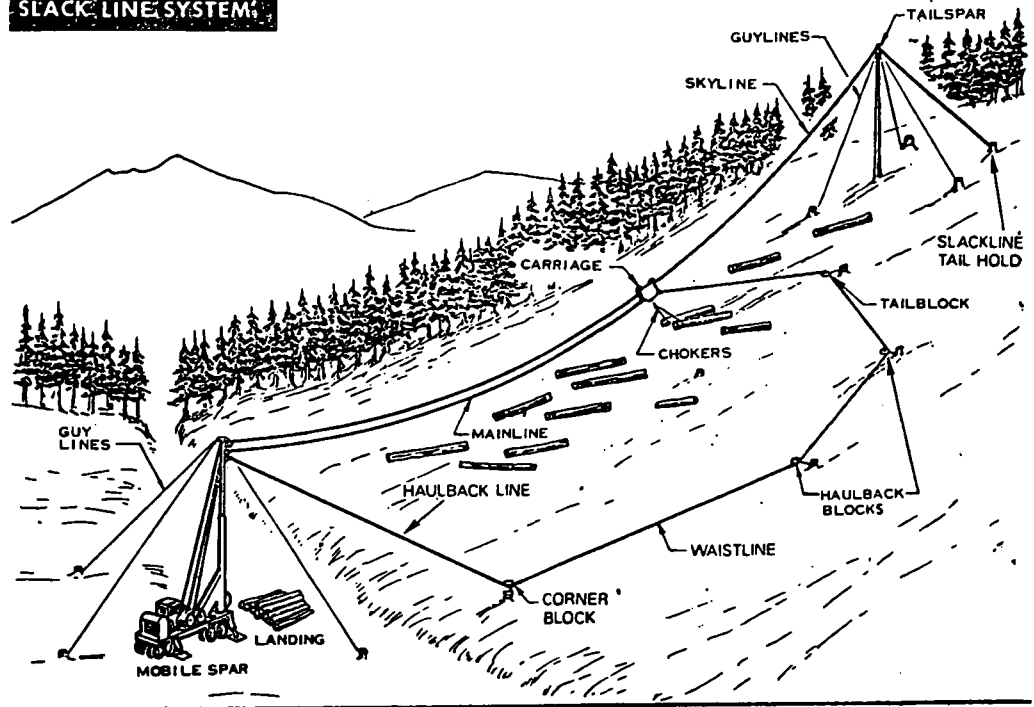 SLACK LINE SYSTEM
TAILSPAR
GUYLINES
SKYLINE
SLACKLINE
TAIL HOLD
CARRIAGE
TAILBLOCK
CHOKERS
GUY
LINES
MAINLINE
HAULBACK LINE
HAULBACK
BLOCKS
WAISTLINE
CORNER
BLOCK
LANDING
MOBILE SPAR